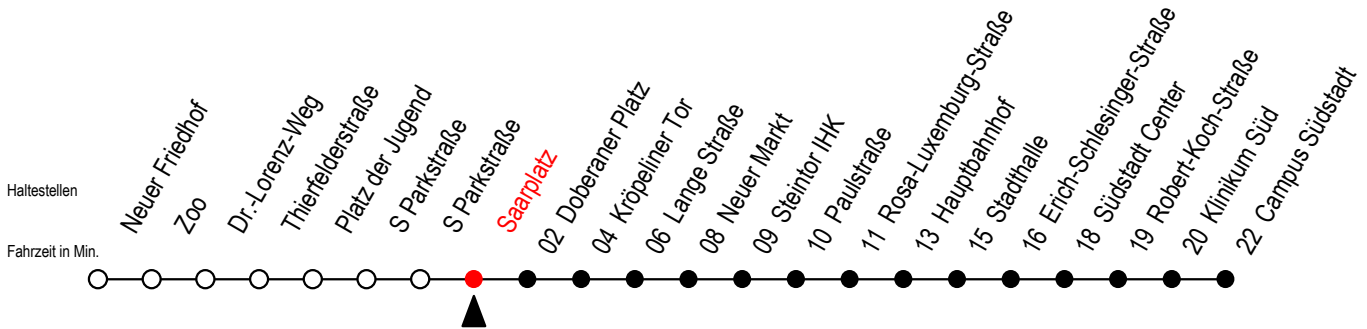 Haltestellen
Fahrzeit in Min.
Neuer Friedhof
Zoo
Dr.-Lorenz-Weg
Thierfelderstraße
Platz der Jugend
S Parkstraße
S Parkstraße
Saarplatz
02 Doberaner Platz
04 Kröpeliner Tor
06 Lange Straße
08 Neuer Markt
09 Steintor IHK
10 Paulstraße
11 Rosa-Luxemburg-Straße
13 Hauptbahnhof
15 Stadthalle
16 Erich-Schlesinger-Straße
18 Südstadt Center
19 Robert-Koch-Straße
20 Klinikum Süd
22 Campus Südstadt